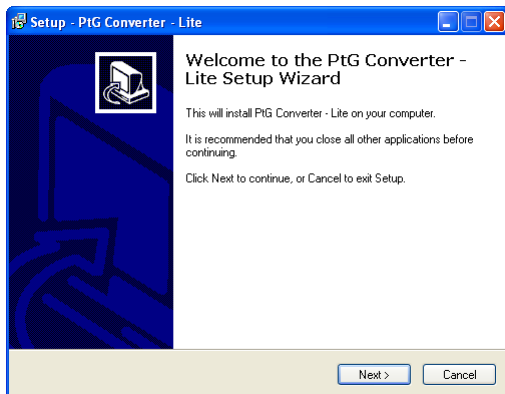 Setup - PtG Converter - Lite
Welcome to the PtG Converter -
Lite Setup Wizard
This will install PtG Converter - Lite on your computer.
It is recommended that you close all other applications before
continuing.
Click Next to continue, or Cancel to exit Setup.
Next >
Cancel